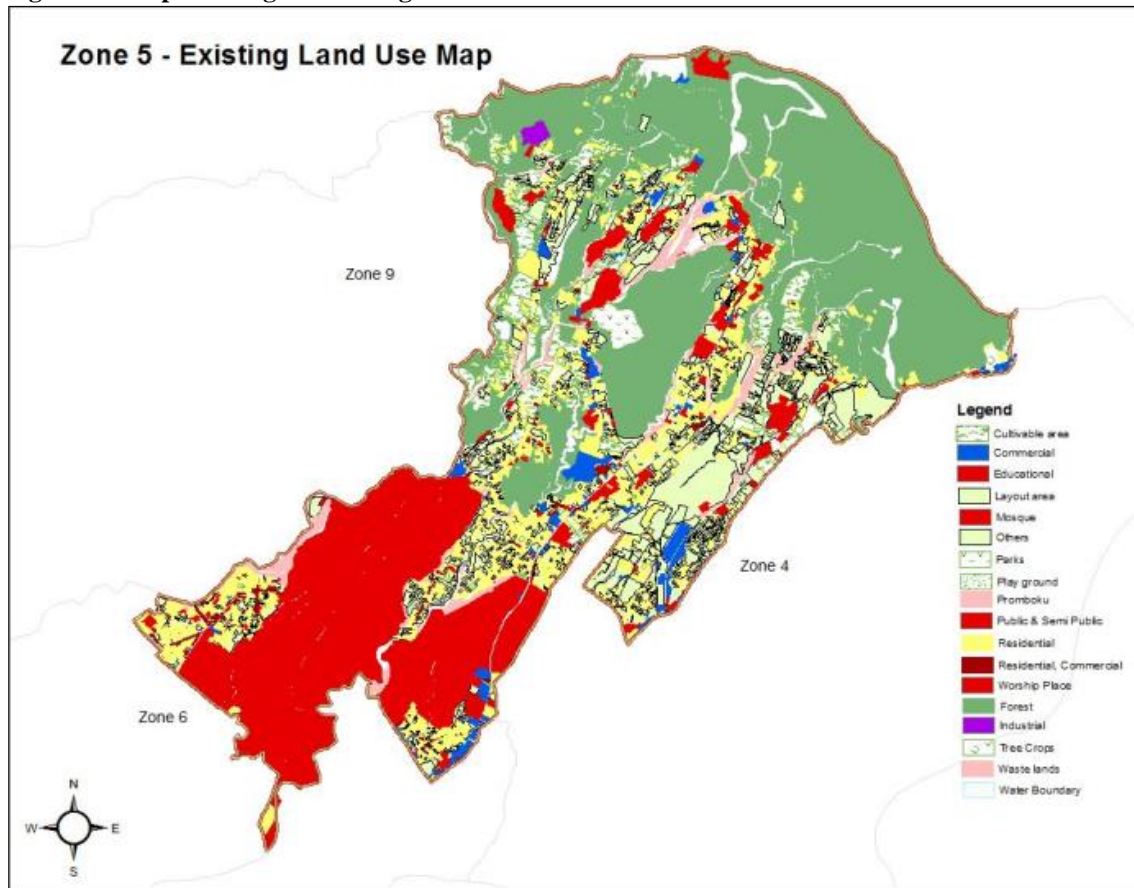 Zone 5 - Existing Land Use Map
Zone 9
Zone 4
Zone 6
Legend
Cultivable area
Commercial
Educational
Layout area
Mosque
Others
Parks
Play ground
Promboku
Public & Semi Public
Residential
Residential, Commercial
Worship Place
Forest
Industrial
Tree Crops
Waste lands
Water Boundary
N
W
E
S